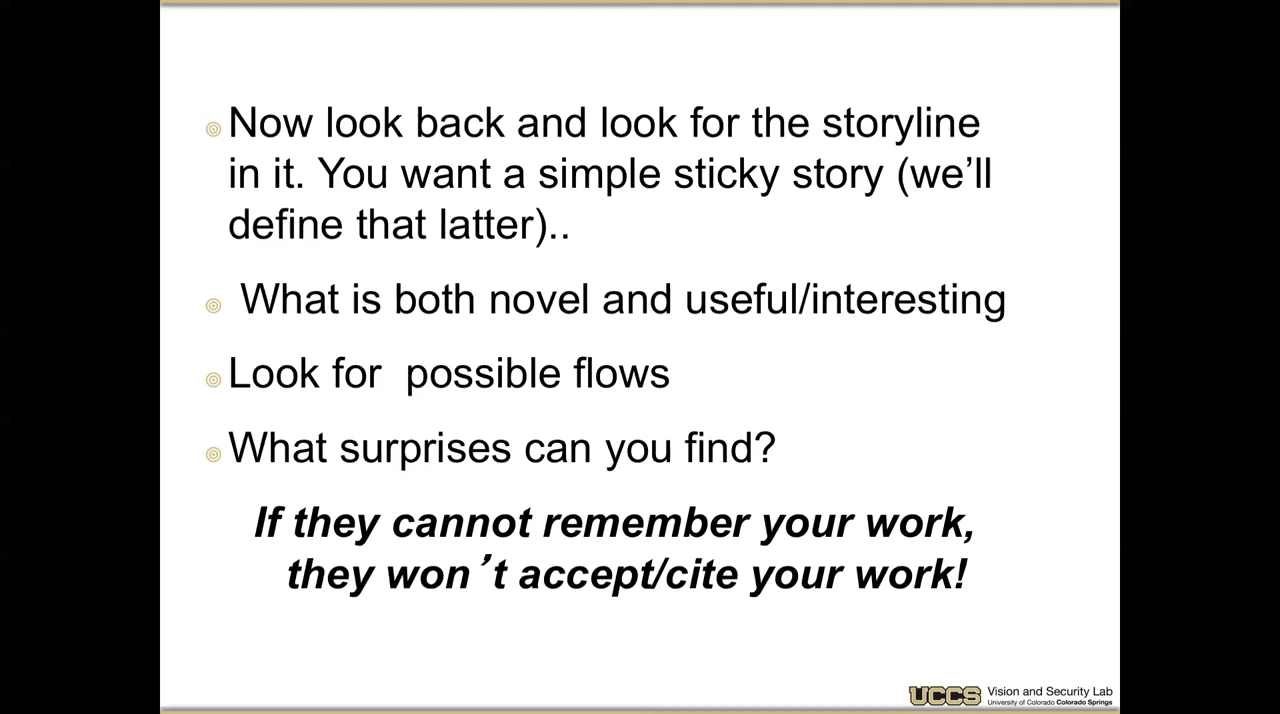 Now look back and look for the storyline
in it. You want a simple sticky story (we’ll
define that latter)..
What is both novel and useful/interesting
Look for  possible flows
What surprises can you find?
If they cannot remember your work,
they won’t accept/cite your work!
UCCS Vision and Security Lab
University of Colorado Colorado Springs